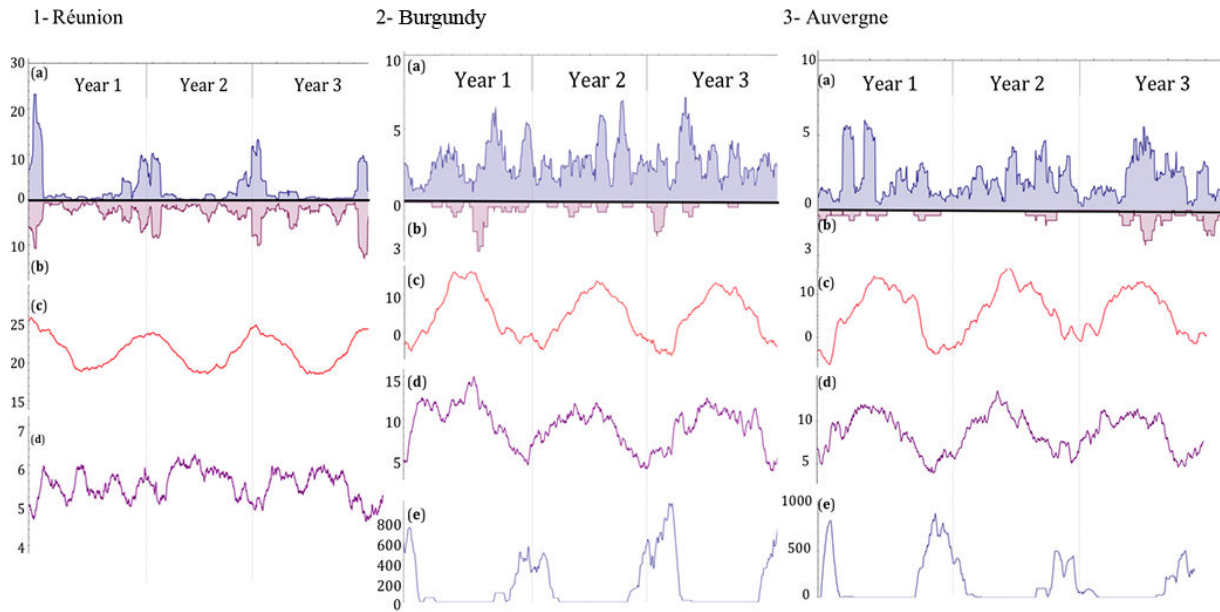 1- Réunion
30
(a)
Year 1
Year 2
Year 3
20
10
0
10
(b)
(c)
25
20
15
7
(d)
6
5
4
2- Burgundy
10
(a)
Year 1
Year 2
Year 3
5
0
(b)
3
(c)
10
0
(d)
15
10
5
(e)
800
600
400
200
0
3- Auvergne
10
(a)
Year 1
Year 2
Year 3
5
0
(b)
3
(c)
10
0
(d)
10
5
1000
(e)
500
0